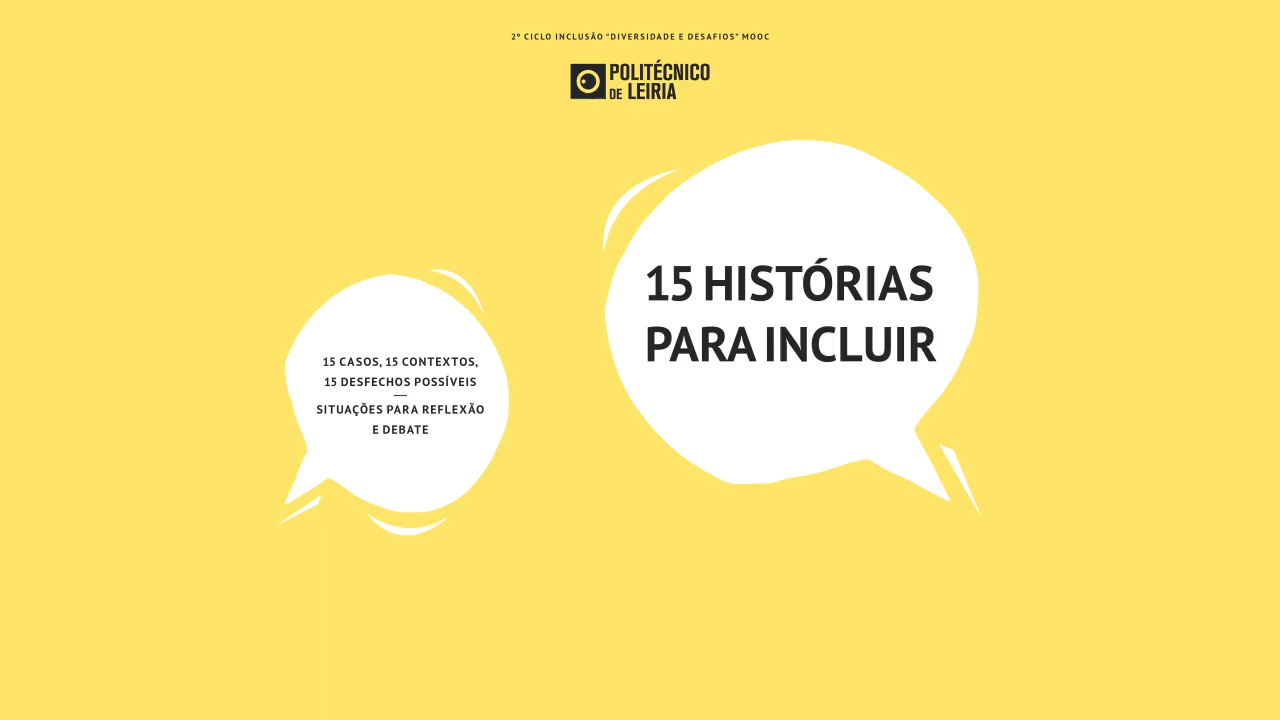 2º CICLO INCLUSÃO "DIVERSIDADE E DESAFIOS" MOOC
POLITÉCNICO
DE LEIRIA
15 HISTÓRIAS
PARA INCLUIR
15 CASOS, 15 CONTEXTOS,
15 DESFECHOS POSSÍVEIS
—
SITUAÇÕES PARA REFLEXÃO
E DEBATE